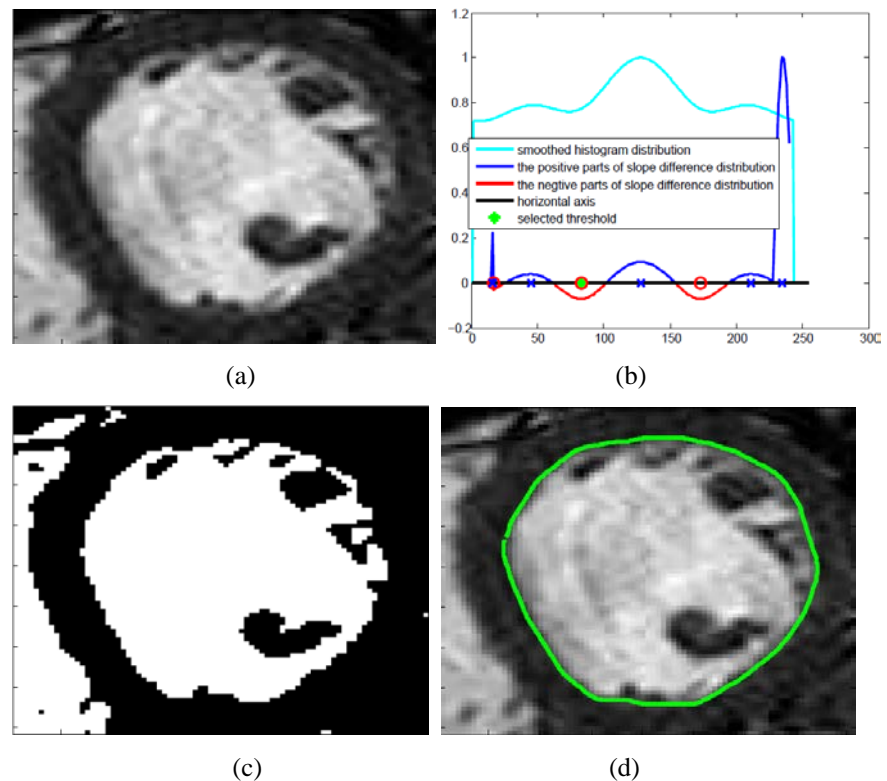 1.2
1
0.8
0.6
0.4
0.2
0
-0.2
smoothed histogram distribution
the positive parts of slope difference distribution
the negtive parts of slope difference distribution
horizontal axis
selected threshold
0 50 100 150 200 250 300
(a) (b)
(c) (d)